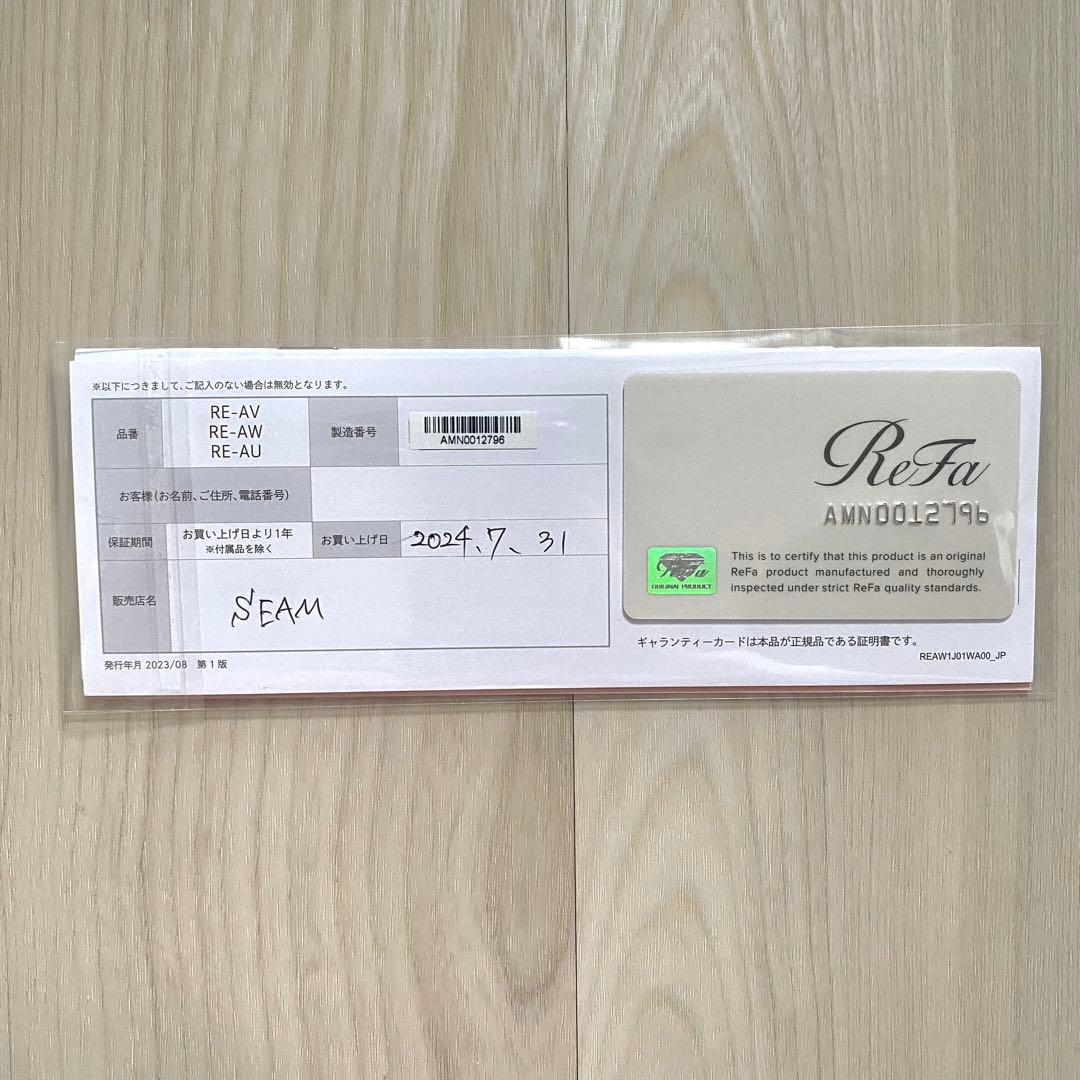 ※以下につきまして、ご記入のない場合は無効となります。
品番
RE-AV
RE-AW
RE-AU
製造番号
AMN0012796
お客様(お名前、ご住所、電話番号)
保証期間
お買い上げ日より1年
※付属品を除く
お買い上げ日
2024、7、31
販売店名
SEAM
発行年月 2023/08 第1版
ReFa
AMN0012796
ReFa
ORIGINAL PRODUCT
This is to certify that this product is an original
ReFa product manufactured and thoroughly
inspected under strict ReFa quality standards.
ギャランティーカードは本品が正規品である証明書です。
REAW1J01WA00_JP